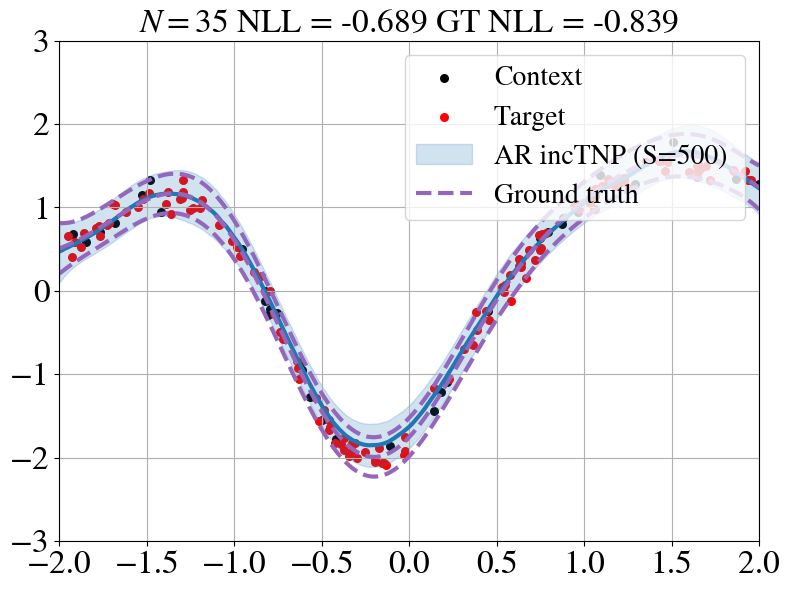 N = 35 NLL = -0.689 GT NLL = -0.839
3
2
1
0
−1
−2
−3
Context
Target
AR incTNP (S=500)
Ground truth
−2.0 −1.5 −1.0 −0.5 0.0 0.5 1.0 1.5 2.0